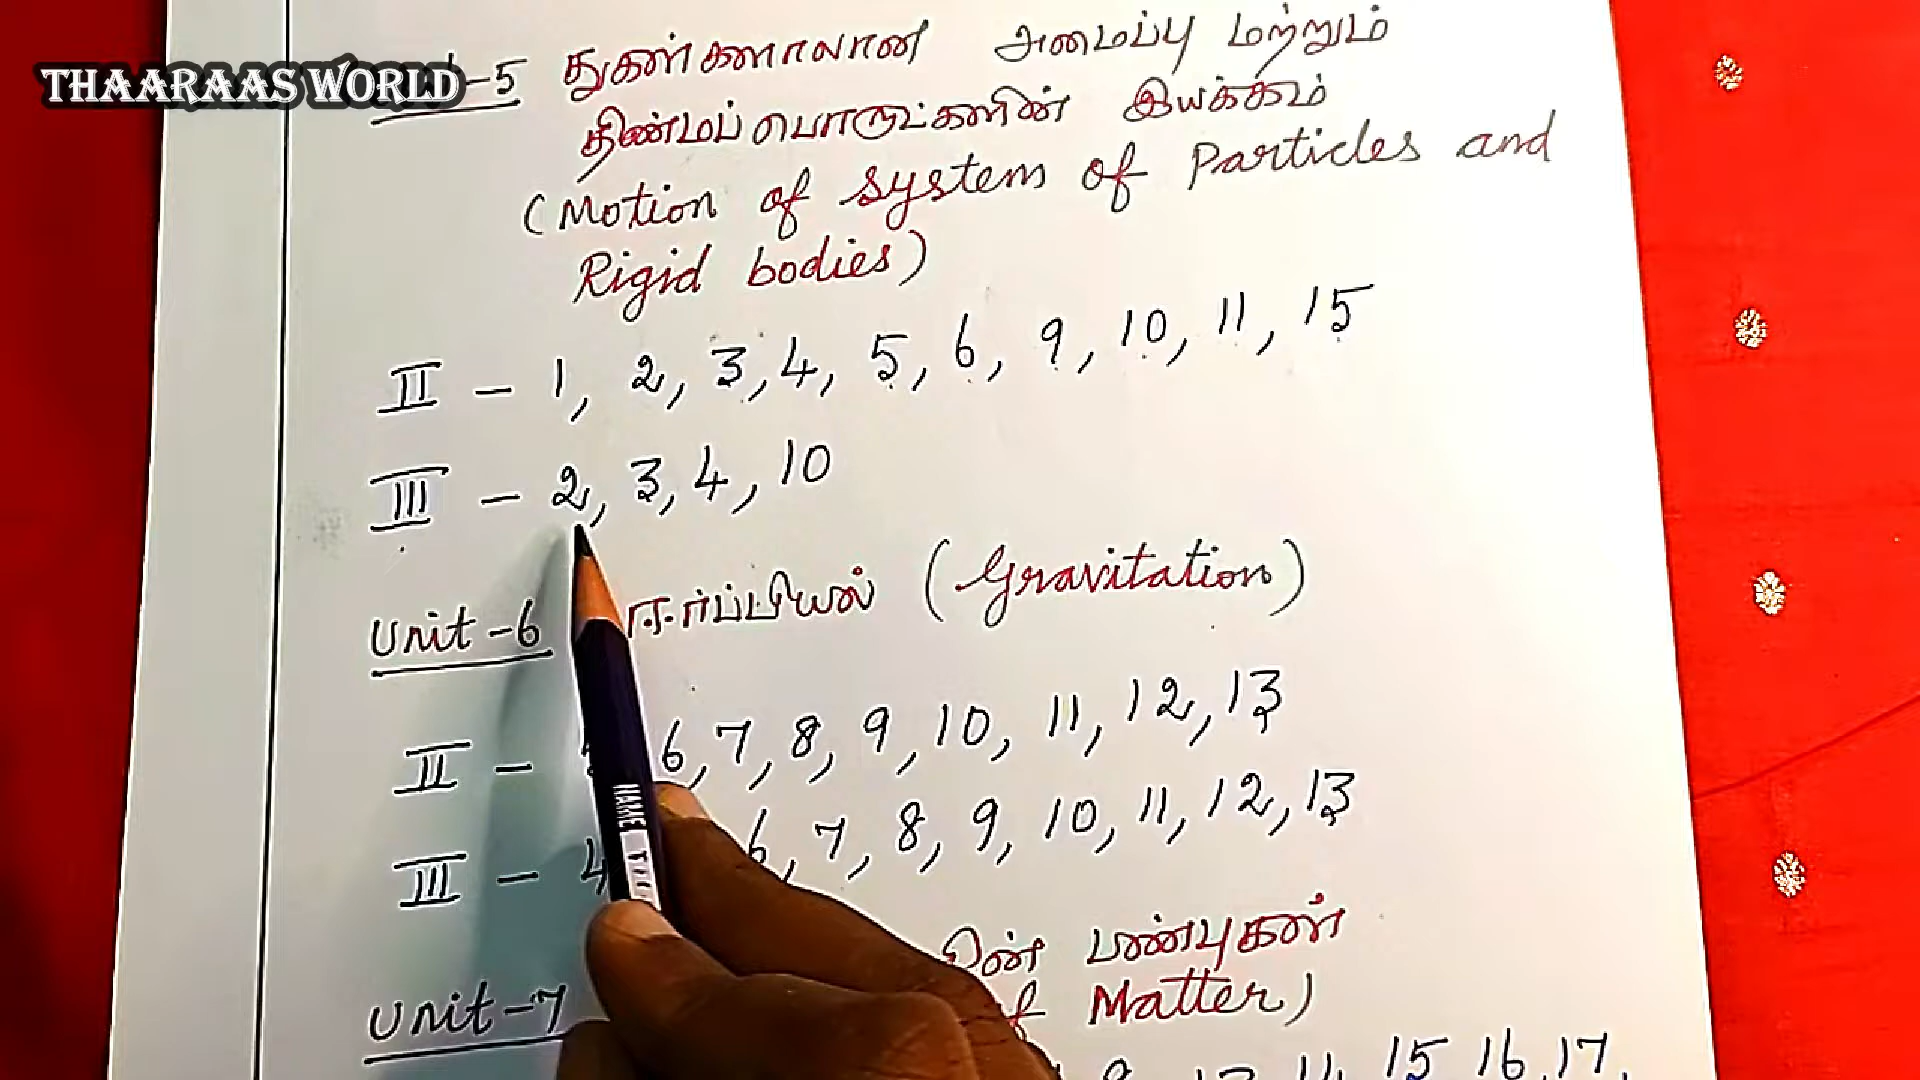 THAARAAS WORLD
-5 துகள்களாலான அமைப்பு மற்றும்
திண்மப் பொருட்களின் இயக்கம்
(Motion of system of Particles and
Rigid bodies)
II - 1, 2, 3, 4, 5, 6, 9, 10, 11, 15
III - 2, 3, 4, 10
Unit-6 ஈர்ப்பியல் (Gravitation)
II - 6, 7, 8, 9, 10, 11, 12, 13
III - 4 6, 7, 8, 9, 10, 11, 12, 13
Unit-7 பண்புகள்
of Matter)
15 16, 17,
NAME